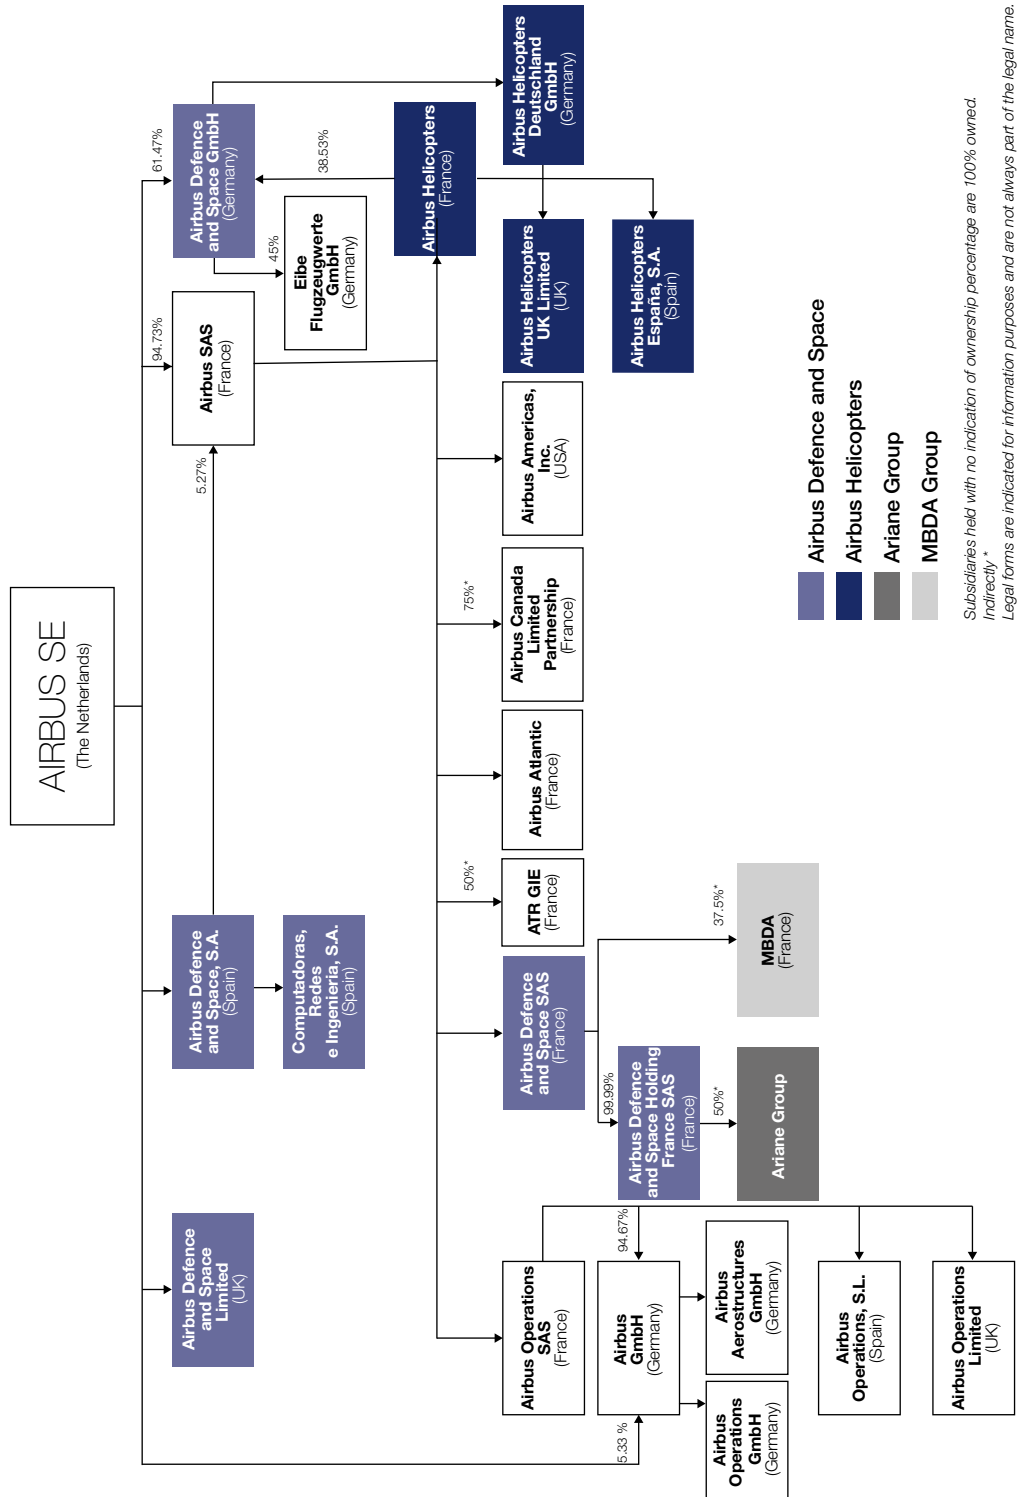 AIRBUS SE
(The Netherlands)
Airbus Defence
and Space
Limited
(UK)
Airbus Defence
and Space, S.A.
(Spain)
5.27%
94.73%
Airbus SAS
(France)
61.47%
Airbus Defence
and Space GmbH
(Germany)
Computadoras,
Redes
e Ingenieria, S.A.
(Spain)
45%
Eibe
Flugzeugwerte
GmbH
(Germany)
38.53%
Airbus Helicopters
(France)
5.33 %
Airbus Operations
SAS
(France)
Airbus Defence
and Space SAS
(France)
50%*
ATR GIE
(France)
Airbus Atlantic
(France)
75%*
Airbus Canada
Limited
Partnership
(France)
Airbus Americas,
Inc.
(USA)
Airbus Helicopters
UK Limited
(UK)
Airbus Helicopters
Deutschland
GmbH
(Germany)
94.67%
Airbus
GmbH
(Germany)
99.99%
Airbus Defence
and Space Holding
France SAS
(France)
Airbus Helicopters
España, S.A.
(Spain)
Airbus
Operations
GmbH
(Germany)
Airbus
Aerostructures
GmbH
(Germany)
50%*
Ariane Group
37.5%*
MBDA
(France)
Airbus
Operations, S.L.
(Spain)
Airbus Operations
Limited
(UK)
Airbus Defence and Space
Airbus Helicopters
Ariane Group
MBDA Group
Subsidiaries held with no indication of ownership percentage are 100% owned.
Indirectly *
Legal forms are indicated for information purposes and are not always part of the legal name.